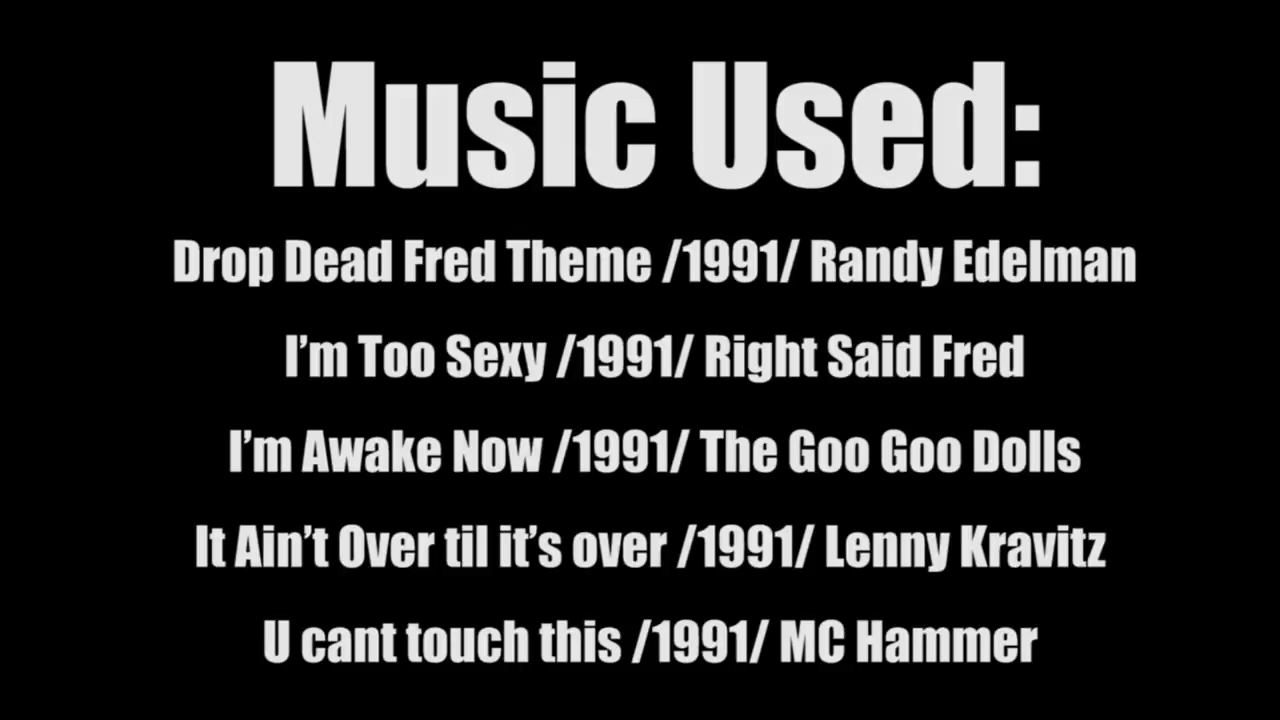 Music Used:
Drop Dead Fred Theme /1991/ Randy Edelman
I’m Too Sexy /1991/ Right Said Fred
I’m Awake Now /1991/ The Goo Goo Dolls
It Ain’t Over til it’s over /1991/ Lenny Kravitz
U cant touch this /1991/ MC Hammer